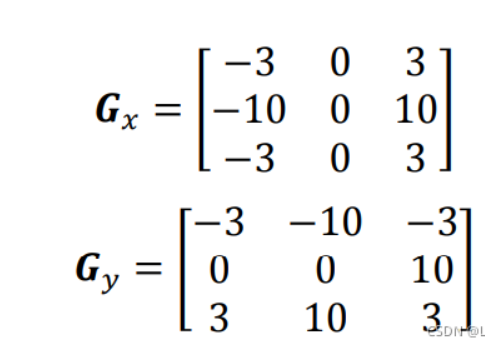 G_x = [ −3 0 3
−10 0 10
−3 0 3 ]
G_y = [ −3 −10 −3
0 0 10
3 10 3 ]
CSDN @L